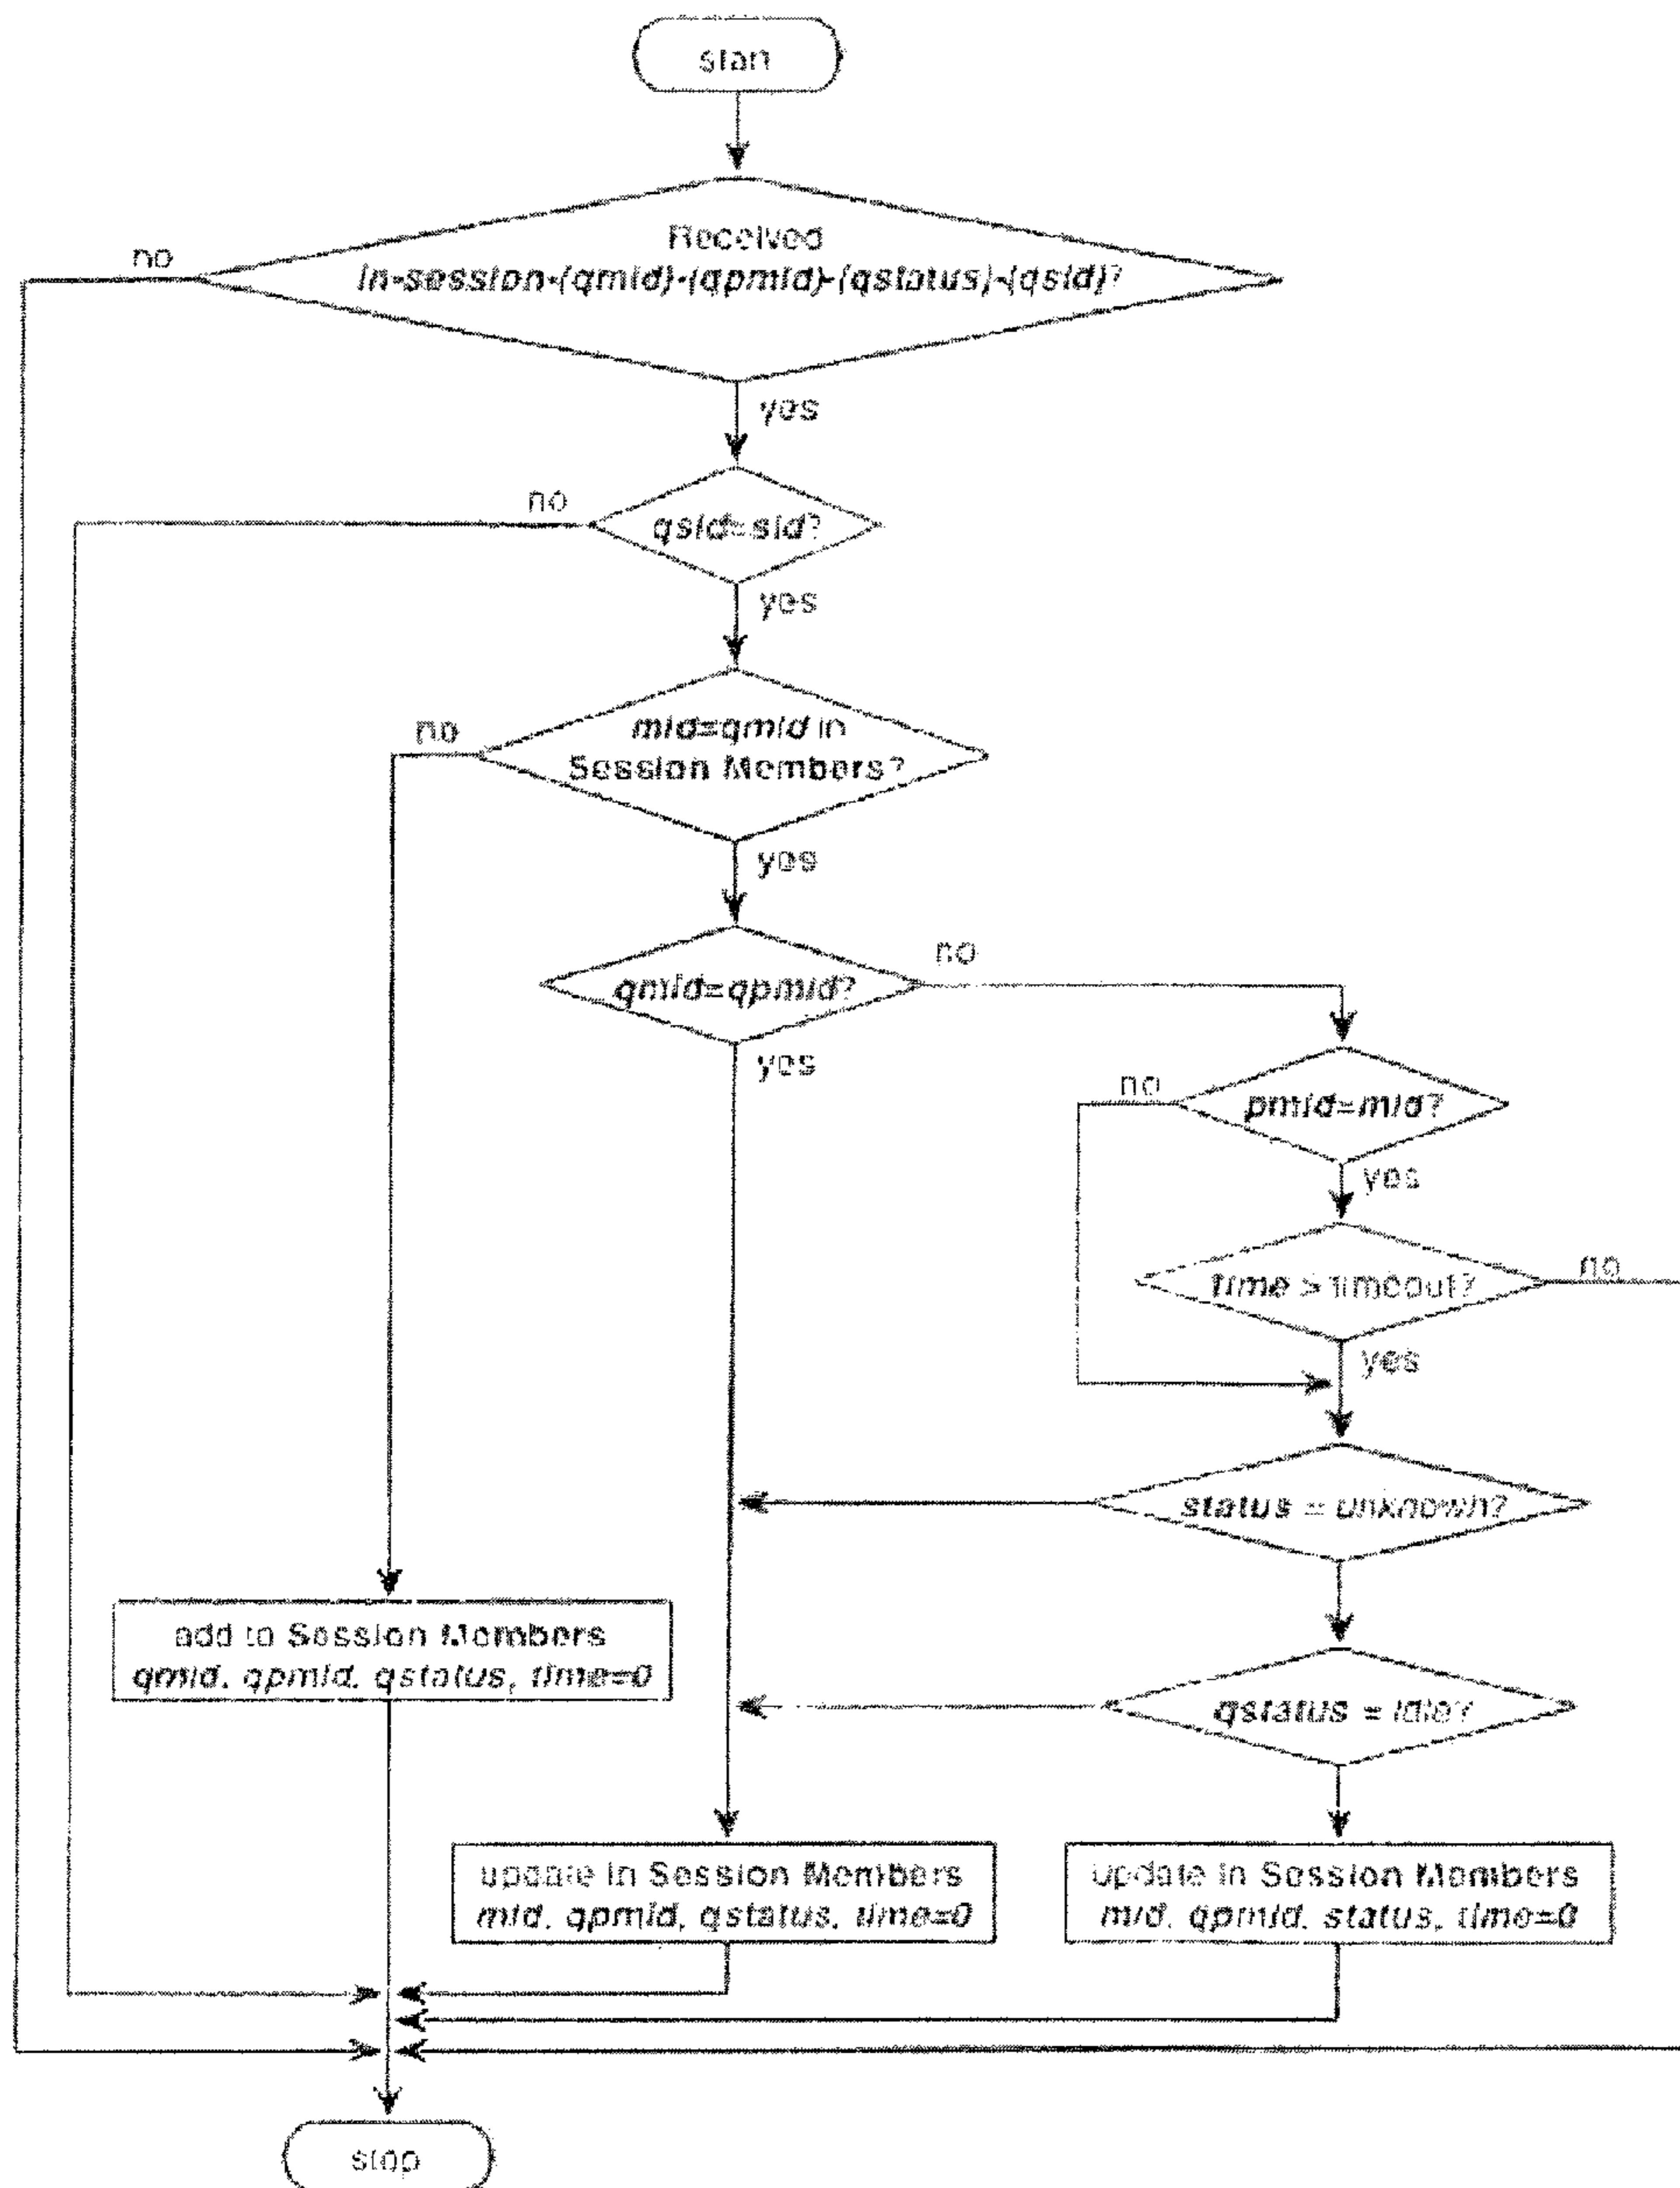 start
Received
in-session-{qmid}-{qpmid}-{qstatus}-{qsid}?
no
yes
no
qsid=sid?
yes
no
mid=qmid in
Session Members?
yes
no
qmid=qpmid?
yes
no
pmid=mid?
yes
time > timeout?
no
yes
status = unknown?
add to Session Members
qmid, qpmid, qstatus, time=0
qstatus = idle?
update in Session Members
mid, qpmid, qstatus, time=0
update in Session Members
mid, qpmid, status, time=0
stop